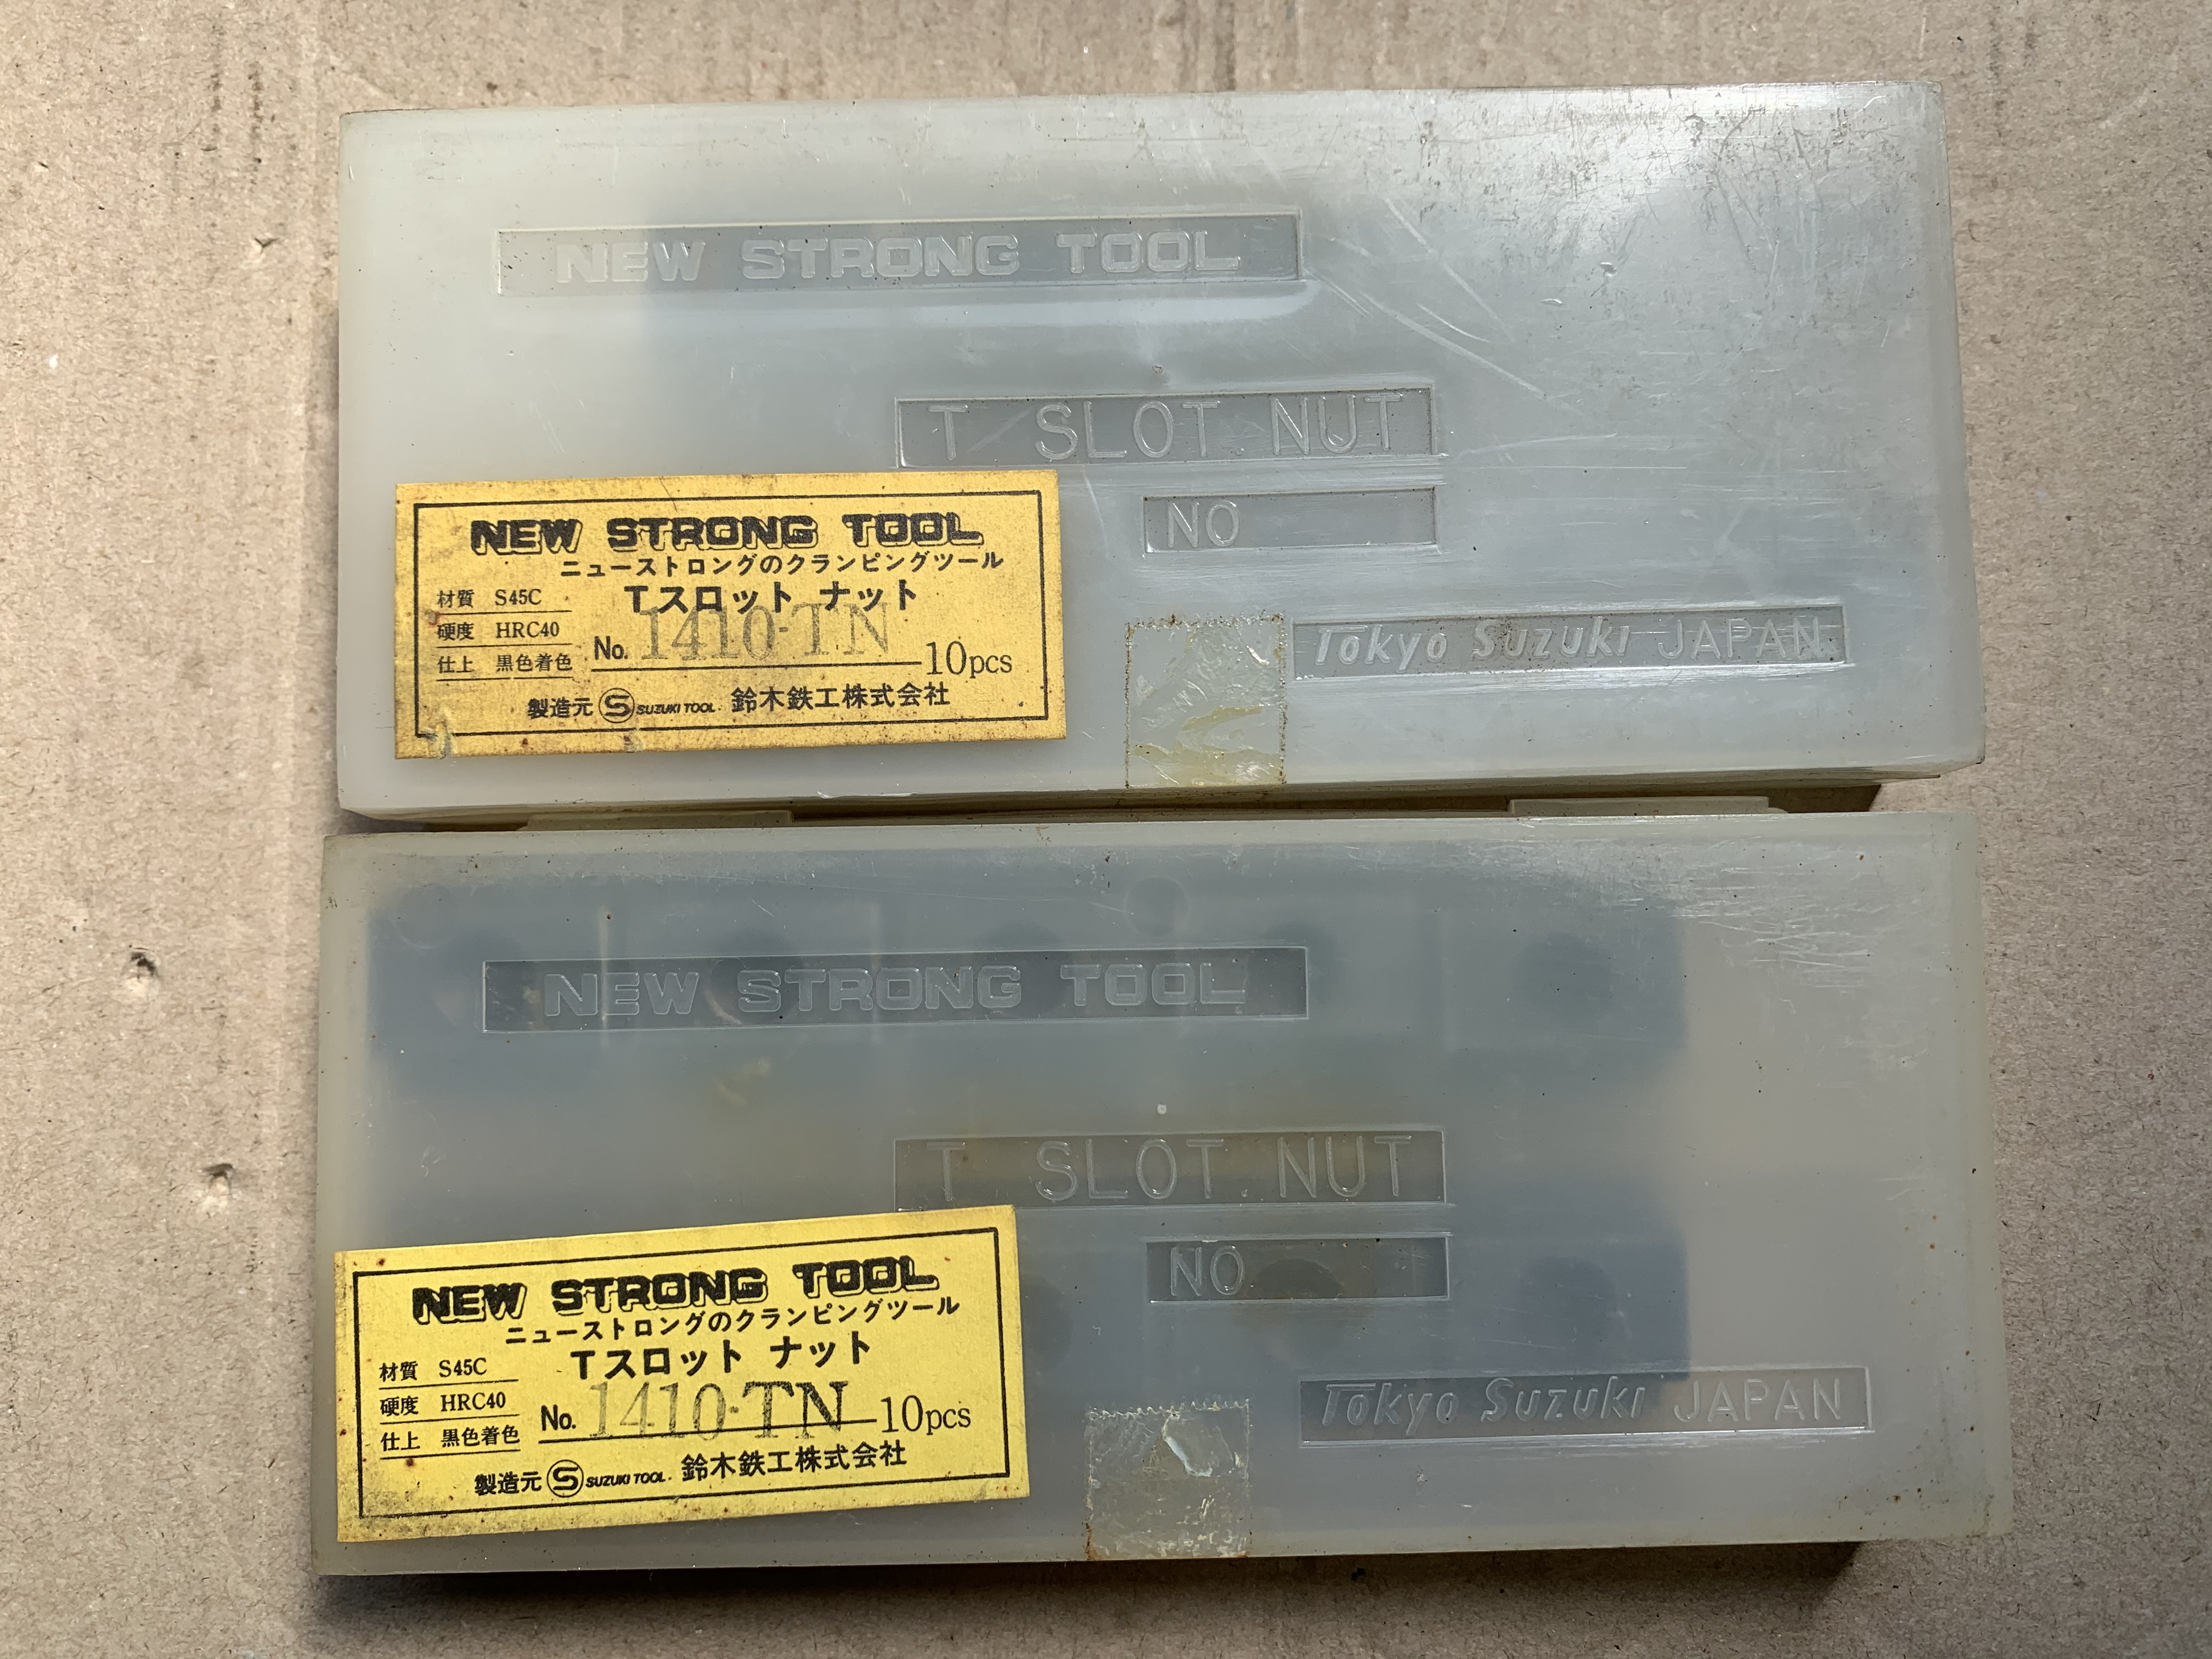 NEW STRONG TOOL
T SLOT NUT
NO
Tokyo Suzuki JAPAN
NEW STRONG TOOL
ニューストロングのクランピングツール
Tスロット ナット
材質 S45C
硬度 HRC40
仕上 黒色着色
No. 1410-TN 10pcs
製造元 S SUZUKI TOOL. 鈴木鉄工株式会社
NEW STRONG TOOL
T SLOT NUT
NO
Tokyo Suzuki JAPAN
NEW STRONG TOOL
ニューストロングのクランピングツール
Tスロット ナット
材質 S45C
硬度 HRC40
仕上 黒色着色
No. 1410-TN 10pcs
製造元 S SUZUKI TOOL. 鈴木鉄工株式会社